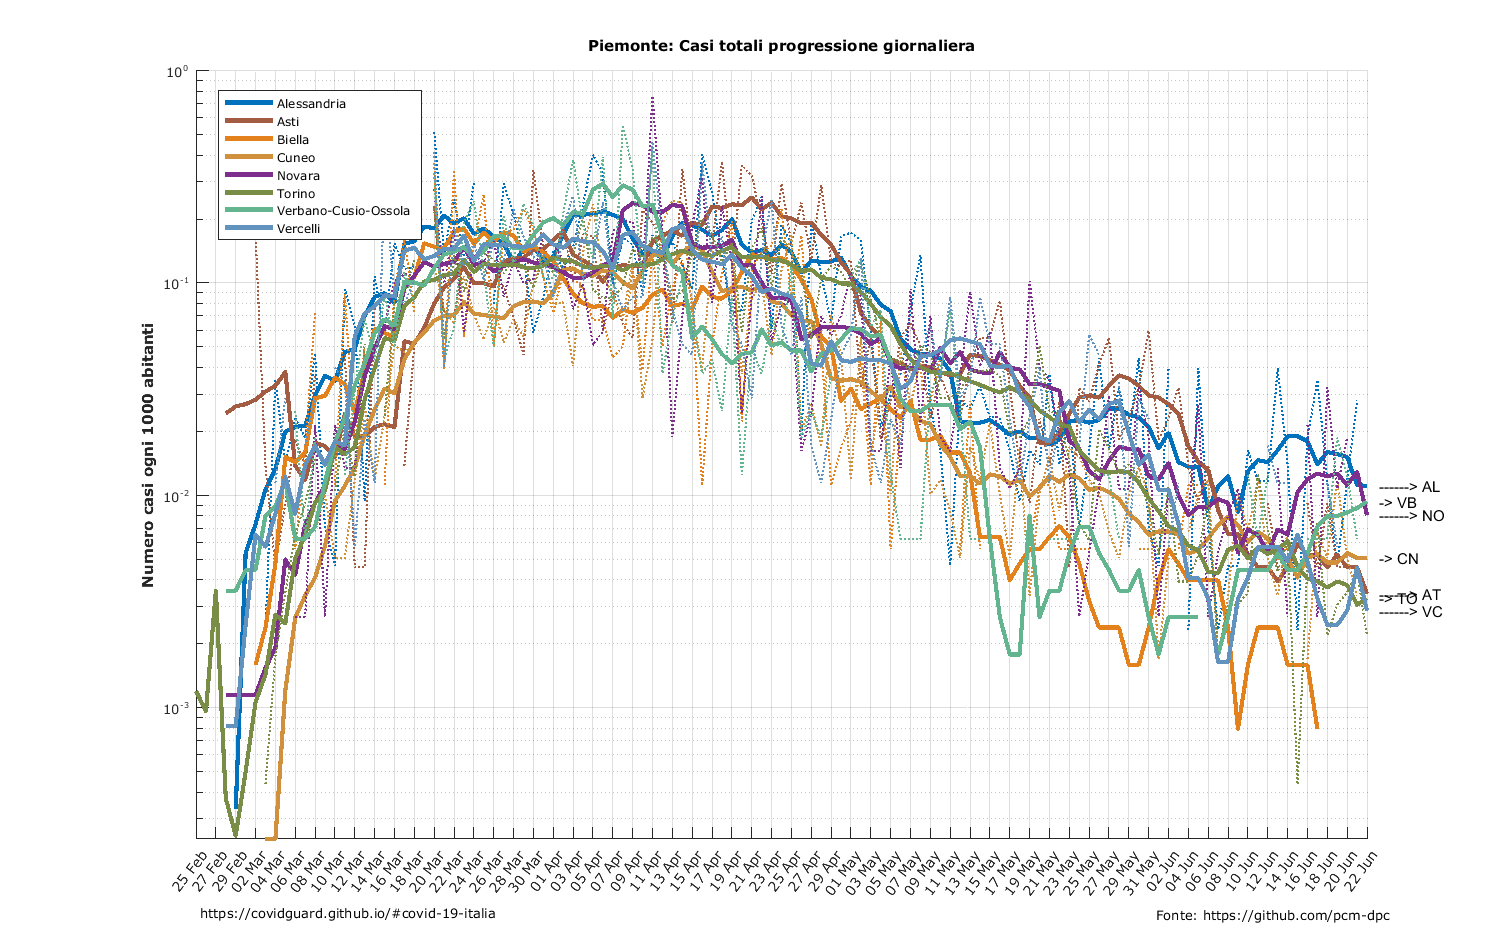 Piemonte: Casi totali progressione giornaliera
10^0
10^-1
10^-2
10^-3
Numero casi ogni 1000 abitanti
Alessandria
Asti
Biella
Cuneo
Novara
Torino
Verbano-Cusio-Ossola
Vercelli
------> AL
-> VB
------> NO
-> CN
------> AT
-> TO
------> VC
25 Feb
27 Feb
29 Feb
02 Mar
04 Mar
06 Mar
08 Mar
10 Mar
12 Mar
14 Mar
16 Mar
18 Mar
20 Mar
22 Mar
24 Mar
26 Mar
28 Mar
30 Mar
01 Apr
03 Apr
05 Apr
07 Apr
09 Apr
11 Apr
13 Apr
15 Apr
17 Apr
19 Apr
21 Apr
23 Apr
25 Apr
27 Apr
29 Apr
01 May
03 May
05 May
07 May
09 May
11 May
13 May
15 May
17 May
19 May
21 May
23 May
25 May
27 May
29 May
31 May
02 Jun
04 Jun
06 Jun
08 Jun
10 Jun
12 Jun
14 Jun
16 Jun
18 Jun
20 Jun
22 Jun
https://covidguard.github.io/#covid-19-italia
Fonte: https://github.com/pcm-dpc